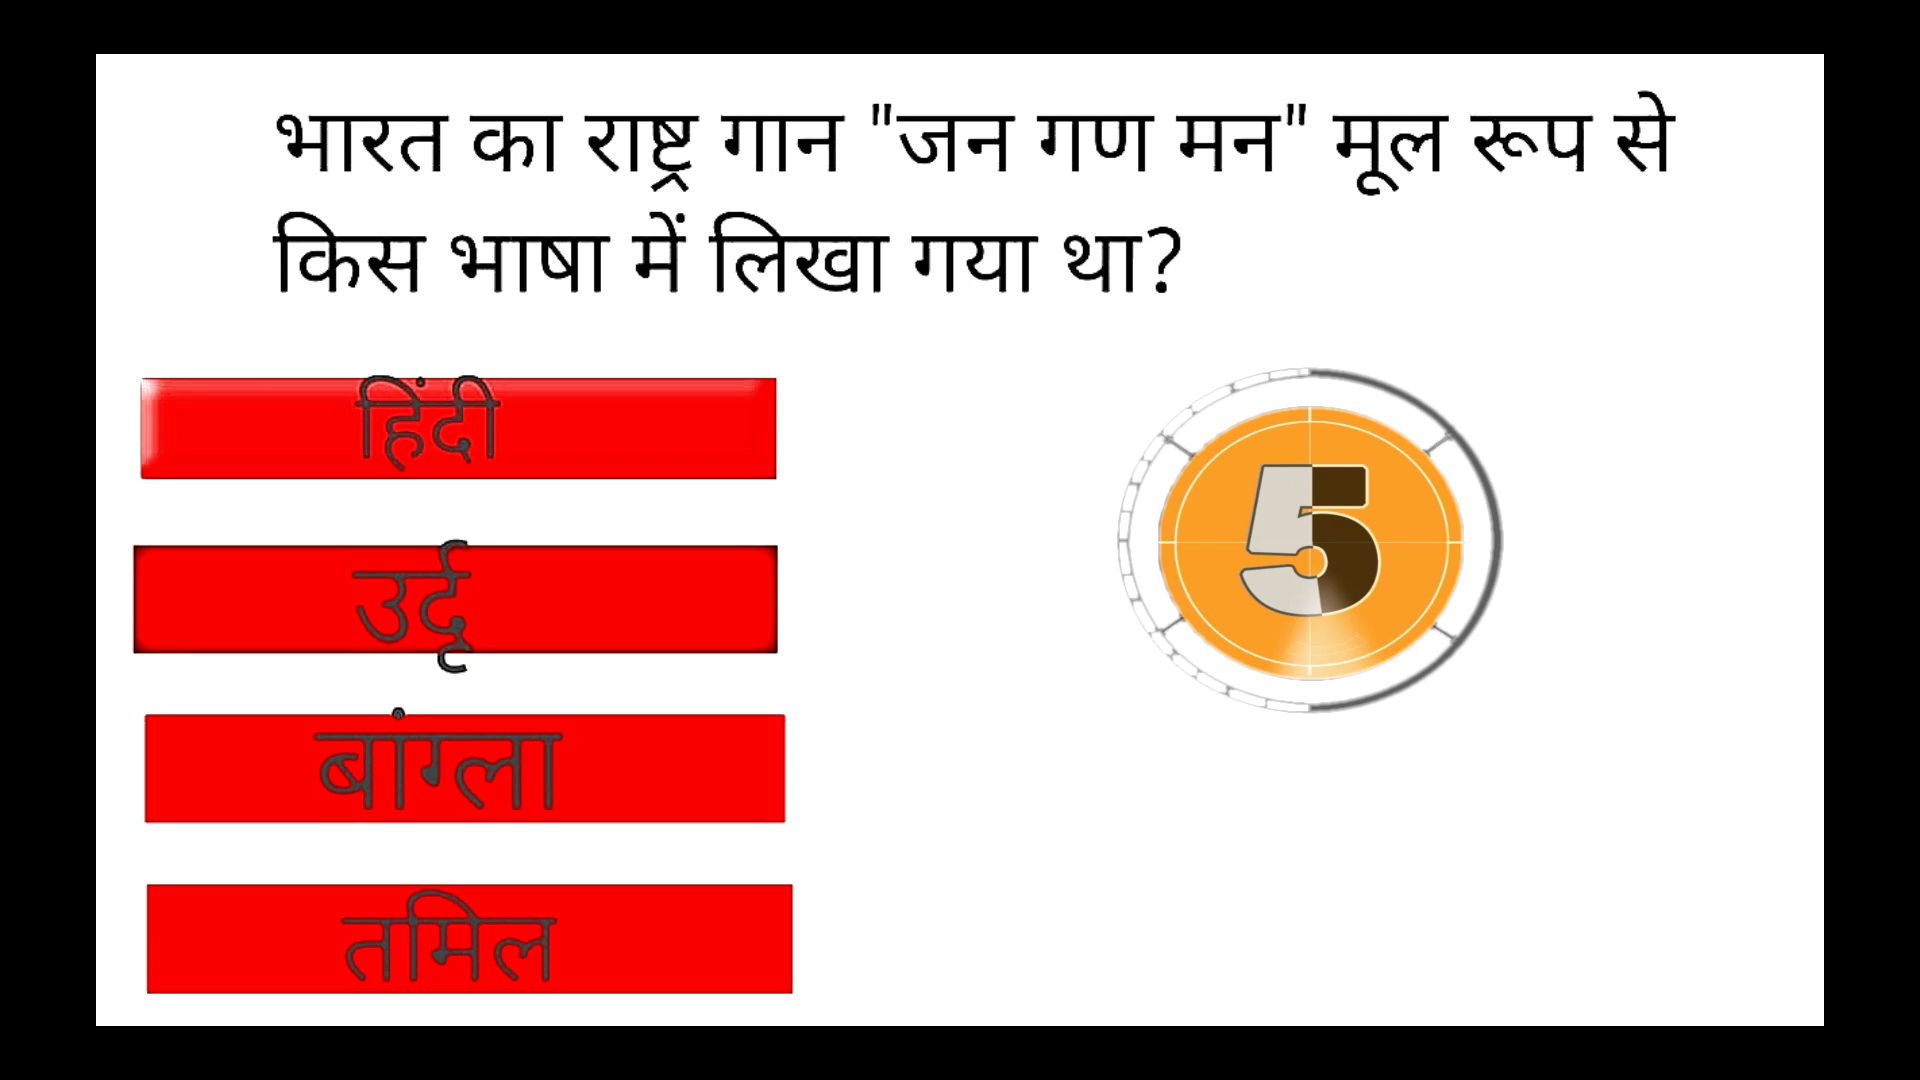 भारत का राष्ट्र गान "जन गण मन" मूल रूप से
किस भाषा में लिखा गया था?
हिंदी
5
उर्दू
बांग्ला
तमिल